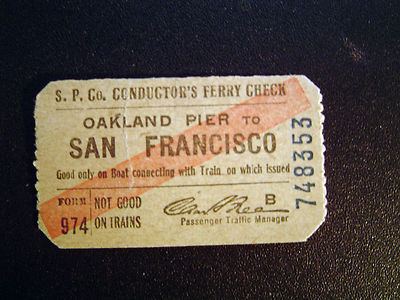 S. P. Co. CONDUCTOR'S FERRY CHECK
OAKLAND PIER TO
SAN FRANCISCO
Good only on Boat connecting with Train on which issued
748353
FORM
974
NOT GOOD
ON TRAINS
B
Passenger Traffic Manager